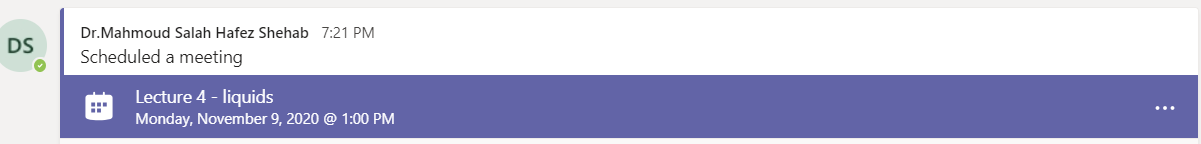 DS
Dr.Mahmoud Salah Hafez Shehab 7:21 PM
Scheduled a meeting
Lecture 4 - liquids
Monday, November 9, 2020 @ 1:00 PM